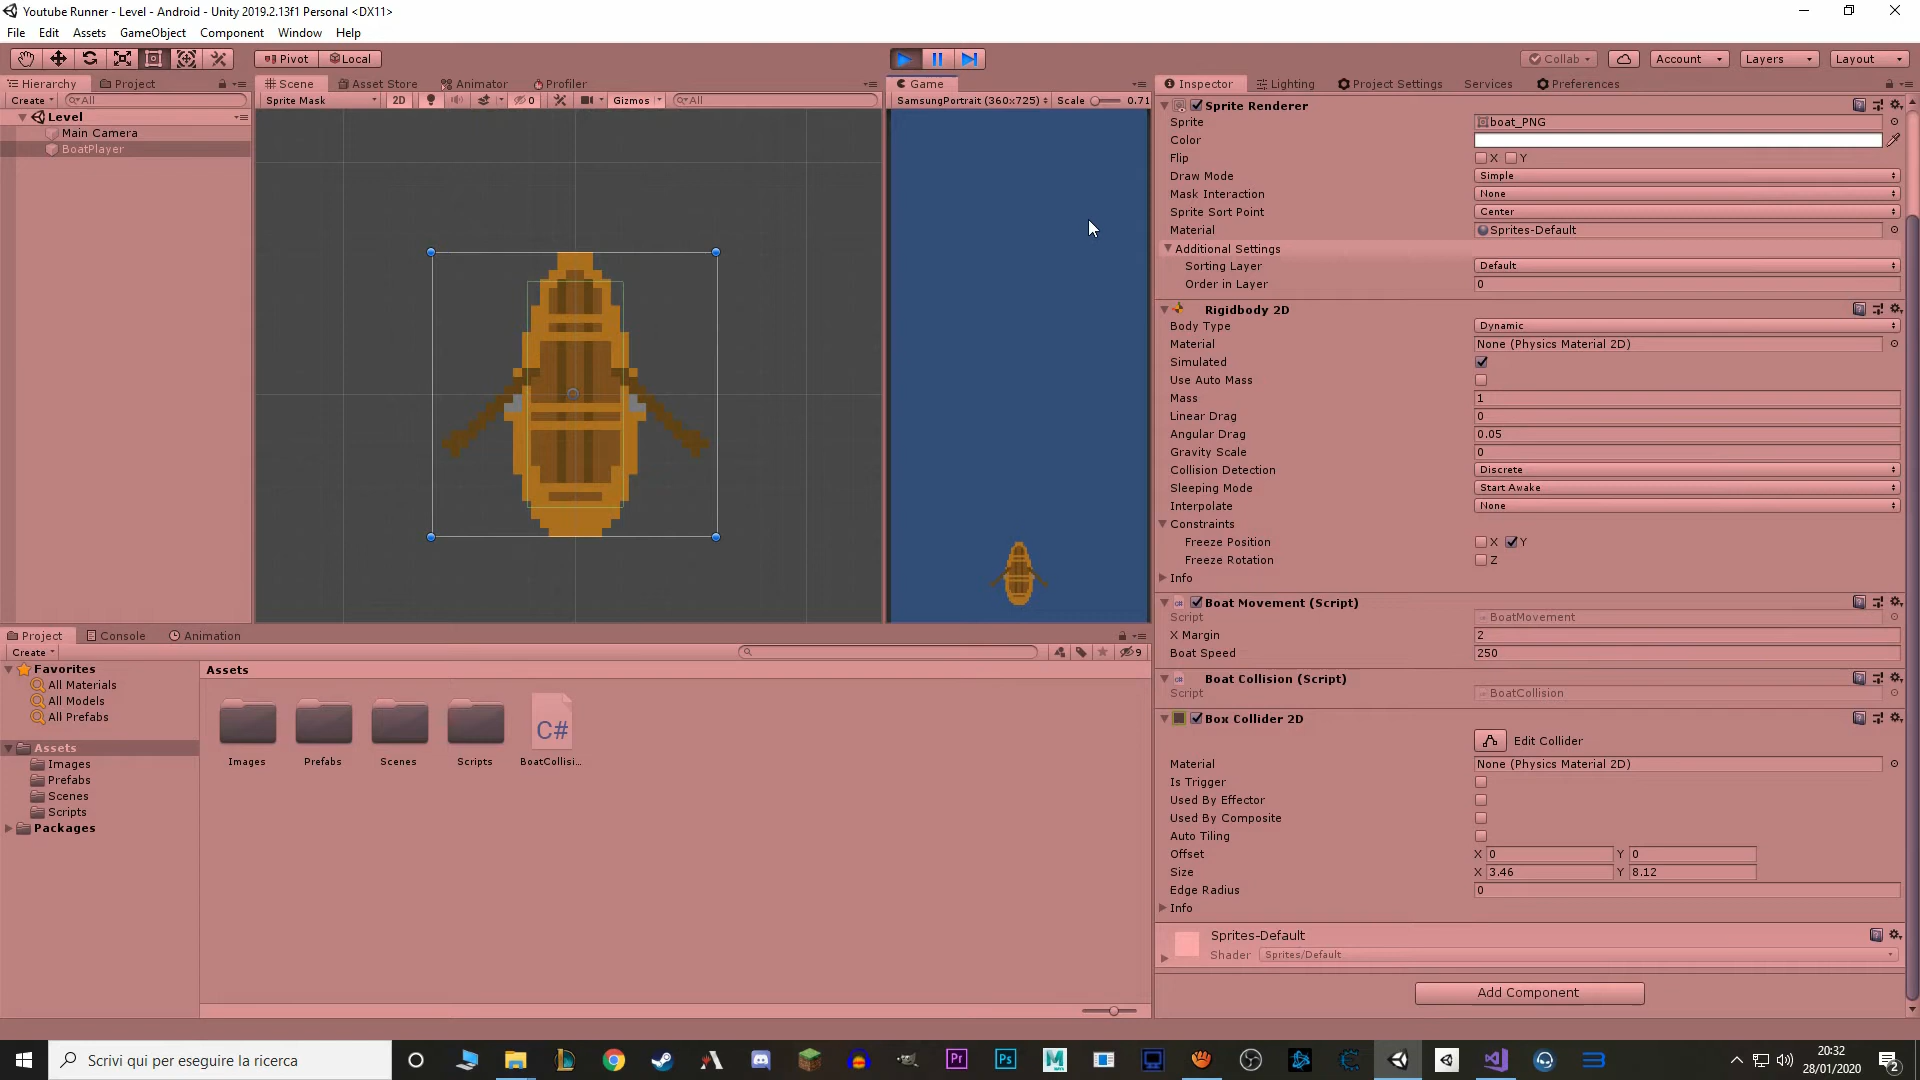 Youtube Runner - Level - Android - Unity 2019.2.13f1 Personal <DX11>
File Edit Assets GameObject Component Window Help
Pivot Local
Collab Account Layers Layout
Hierarchy Project
Create All
Level
Main Camera
BoatPlayer
Scene Asset Store Animator Profiler
Sprite Mask 2D 0 Gizmos All
Game
SamsungPortrait (360x725) Scale 0.71
Inspector Lighting Project Settings Services Preferences
Sprite Renderer
Sprite boat_PNG
Color
Flip X Y
Draw Mode Simple
Mask Interaction None
Sprite Sort Point Center
Material Sprites-Default
Additional Settings
Sorting Layer Default
Order in Layer 0
Rigidbody 2D
Body Type Dynamic
Material None (Physics Material 2D)
Simulated
Use Auto Mass
Mass 1
Linear Drag 0
Angular Drag 0.05
Gravity Scale 0
Collision Detection Discrete
Sleeping Mode Start Awake
Interpolate None
Constraints
Freeze Position X Y
Freeze Rotation Z
Info
Boat Movement (Script)
Script BoatMovement
X Margin 2
Boat Speed 250
Boat Collision (Script)
Script BoatCollision
Box Collider 2D
Edit Collider
Material None (Physics Material 2D)
Is Trigger
Used By Effector
Used By Composite
Auto Tiling
Offset X 0 Y 0
Size X 3.46 Y 8.12
Edge Radius 0
Info
Sprites-Default
Shader Sprites/Default
Add Component
Project Console Animation
Create 9
Favorites
All Materials
All Models
All Prefabs
Assets
Images
Prefabs
Scenes
Scripts
Packages
Assets
C#
Images Prefabs Scenes Scripts BoatCollisi...
Scrivi qui per eseguire la ricerca
Pr Ps M
20:32
28/01/2020
2